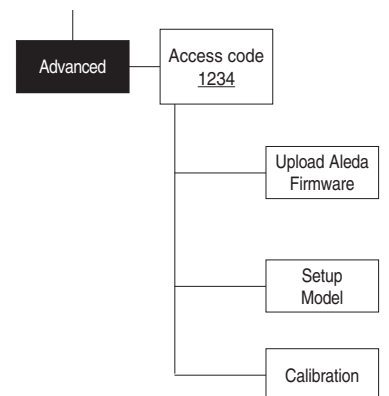 Advanced
Access code
1234
Upload Aleda
Firmware
Setup
Model
Calibration